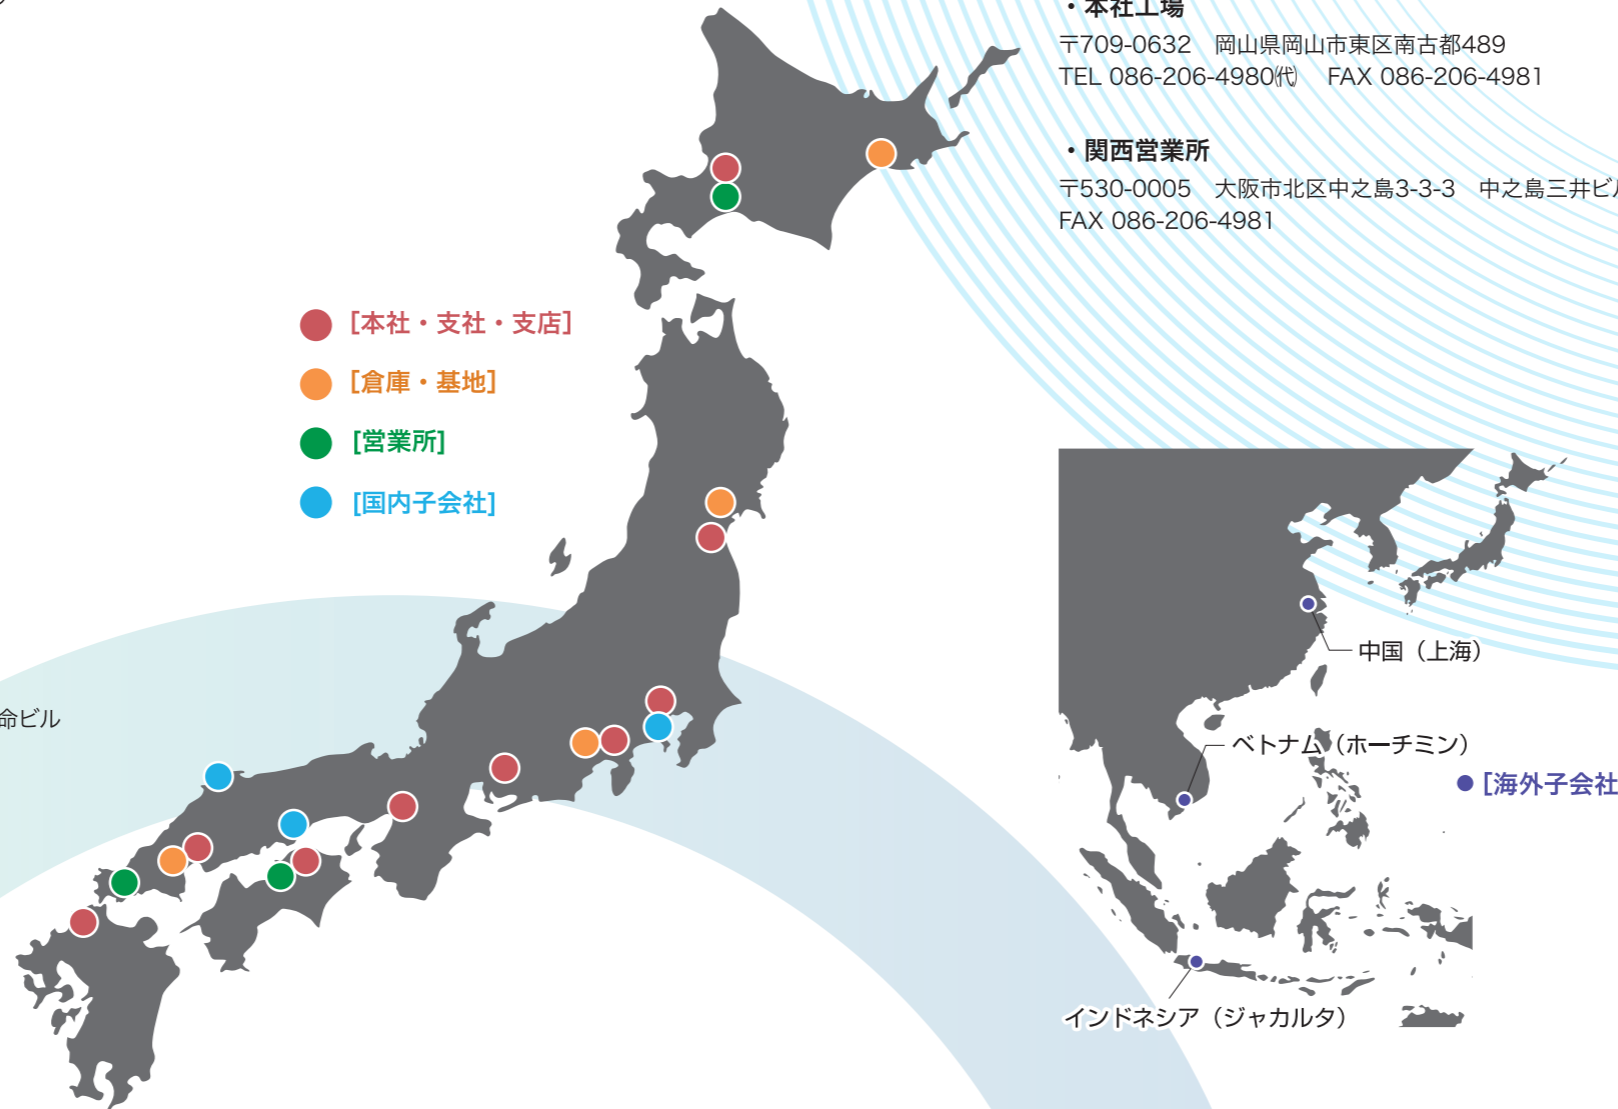 ・本社工場
〒709-0632　岡山県岡山市東区南古都489
TEL 086-206-4980㈹　FAX 086-206-4981
・関西営業所
〒530-0005　大阪市北区中之島3-3-3　中之島三井ビル
FAX 086-206-4981
[本社・支社・支店]
[倉庫・基地]
[営業所]
[国内子会社]
命ビル
中国（上海）
ベトナム（ホーチミン）
[海外子会社
インドネシア（ジャカルタ）